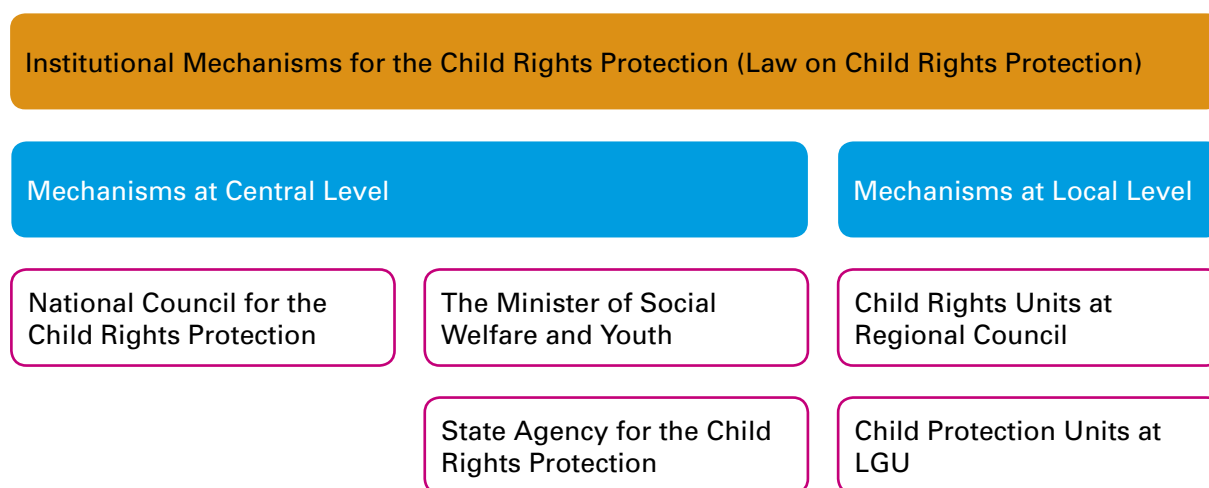 Institutional Mechanisms for the Child Rights Protection (Law on Child Rights Protection)
Mechanisms at Central Level
Mechanisms at Local Level
National Council for the
Child Rights Protection
The Minister of Social
Welfare and Youth
Child Rights Units at
Regional Council
State Agency for the Child
Rights Protection
Child Protection Units at
LGU